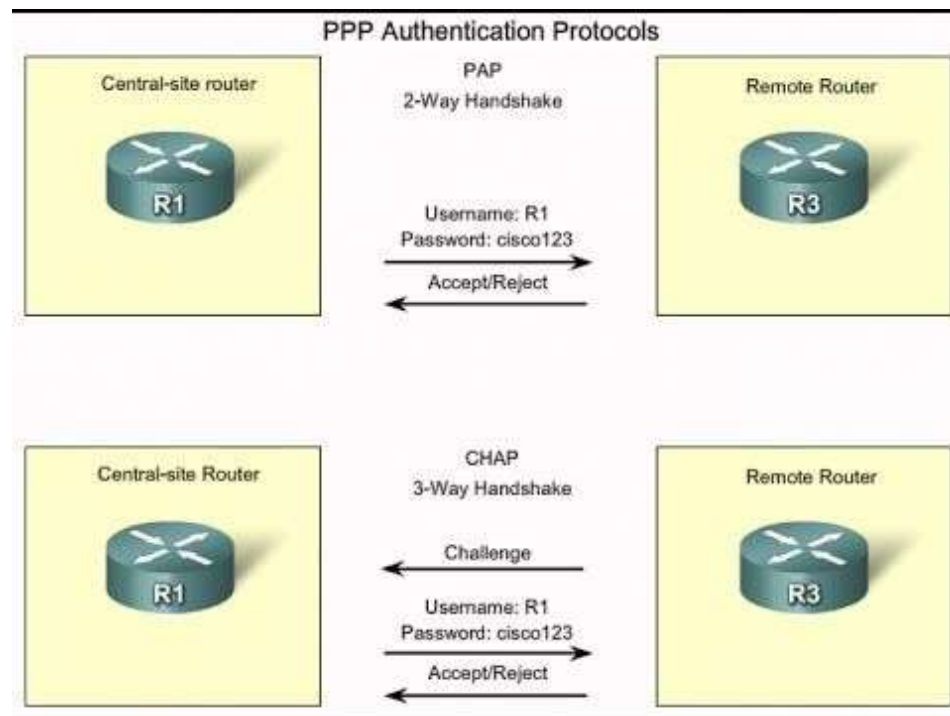 PPP Authentication Protocols
Central-site router
PAP
2-Way Handshake
Remote Router
R1
R3
Username: R1
Password: cisco123
Accept/Reject
Central-site Router
CHAP
3-Way Handshake
Remote Router
Challenge
R1
R3
Username: R1
Password: cisco123
Accept/Reject